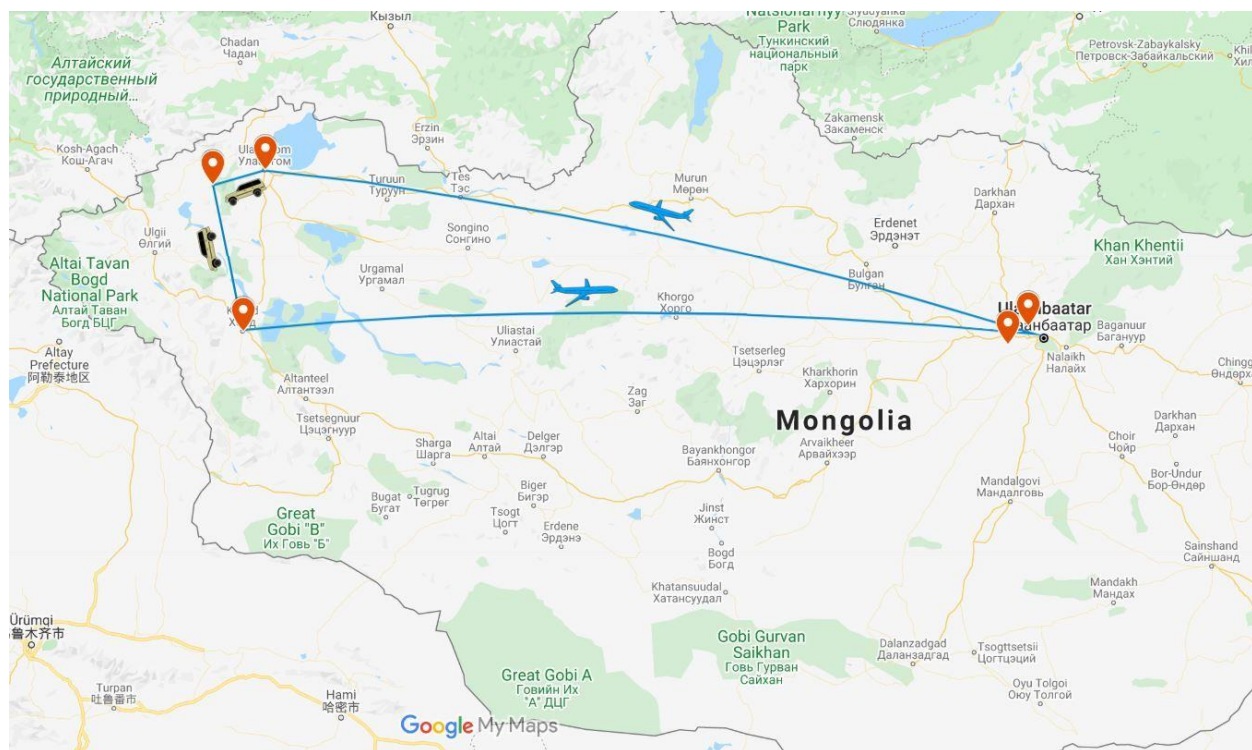 Кызыл
Natsionalnyy
Park
Тункинский
национальный
парк
Slyudyanka
Слюдянка
Petrovsk-Zabaykalsky
Петровск-Забайкальский
Chadan
Чадан
Алтайский
государственный
природный...
Zakamensk
Закаменск
Erzin
Эрзин
Kosh-Agach
Кош-Агач
Turuun
Туруун
Tes
Тэс
Murun
Мөрөн
Darkhan
Дархан
Erdenet
Эрдэнэт
Khan Khentii
Хан Хэнтий
Ulgii
Өлгий
Songino
Сонгино
Bulgan
Булган
Altai Tavan
Bogd
National Park
Алтай Таван
Богд БЦГ
Urgamal
Ургамал
Khorgo
Хорго
Baganuur
Багануур
Uliastai
Улиастай
Nalaikh
Налайх
Altay
Prefecture
阿勒泰地区
Tsetserleg
Цэцэрлэг
Kharkhorin
Хархорин
Altanteel
Алтантээл
Zag
Заг
Mongolia
Tsetsegnuur
Цэцэгнуур
Darkhan
Дархан
Sharga
Шарга
Altai
Алтай
Delger
Дэлгэр
Bayankhongor
Баянхонгор
Arvaikheer
Арвайхээр
Choir
Чойр
Bor-Undur
Бор-Өндөр
Mandalgovi
Мандалговь
Bugat
Бугат
Tugrug
Төгрөг
Biger
Бигэр
Great
Gobi "B"
Их Говь "Б"
Tsogt
Цогт
Erdene
Эрдэнэ
Jinst
Жинст
Bogd
Богд
Sainshand
Сайншанд
Khatansuudal
Хатансуудал
Mandakh
Мандах
Ürümqi
鲁木齐市
Gobi Gurvan
Saikhan
Говь Гурван
Сайхан
Dalanzadgad
Даланзадгад
Tsogttsetsii
Цогтцэций
Great Gobi A
Говийн Их
"А" ДЦГ
Oyu Tolgoi
Оюу Толгой
Turpan
吐鲁番市
Hami
哈密市
Google My Maps